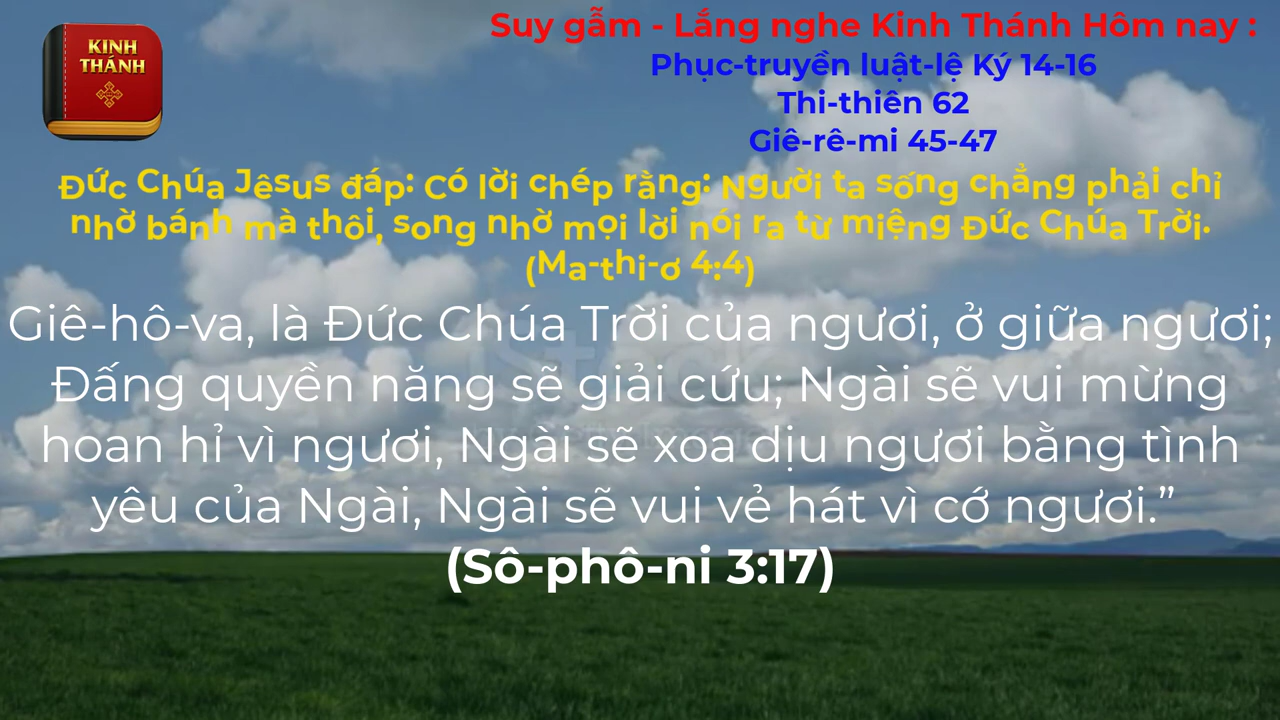 KINH
THÁNH
Suy gẫm - Lắng nghe Kinh Thánh Hôm nay :
Phục-truyền luật-lệ Ký 14-16
Thi-thiên 62
Giê-rê-mi 45-47
Đức Chúa Jêsus đáp: Có lời chép rằng: Người ta sống chẳng phải chỉ
nhờ bánh mà thôi, song nhờ mọi lời nói ra từ miệng Đức Chúa Trời.
(Ma-thi-ơ 4:4)
Giê-hô-va, là Đức Chúa Trời của ngươi, ở giữa ngươi;
Đấng quyền năng sẽ giải cứu; Ngài sẽ vui mừng
hoan hỉ vì ngươi, Ngài sẽ xoa dịu ngươi bằng tình
yêu của Ngài, Ngài sẽ vui vẻ hát vì cớ ngươi.”
(Sô-phô-ni 3:17)